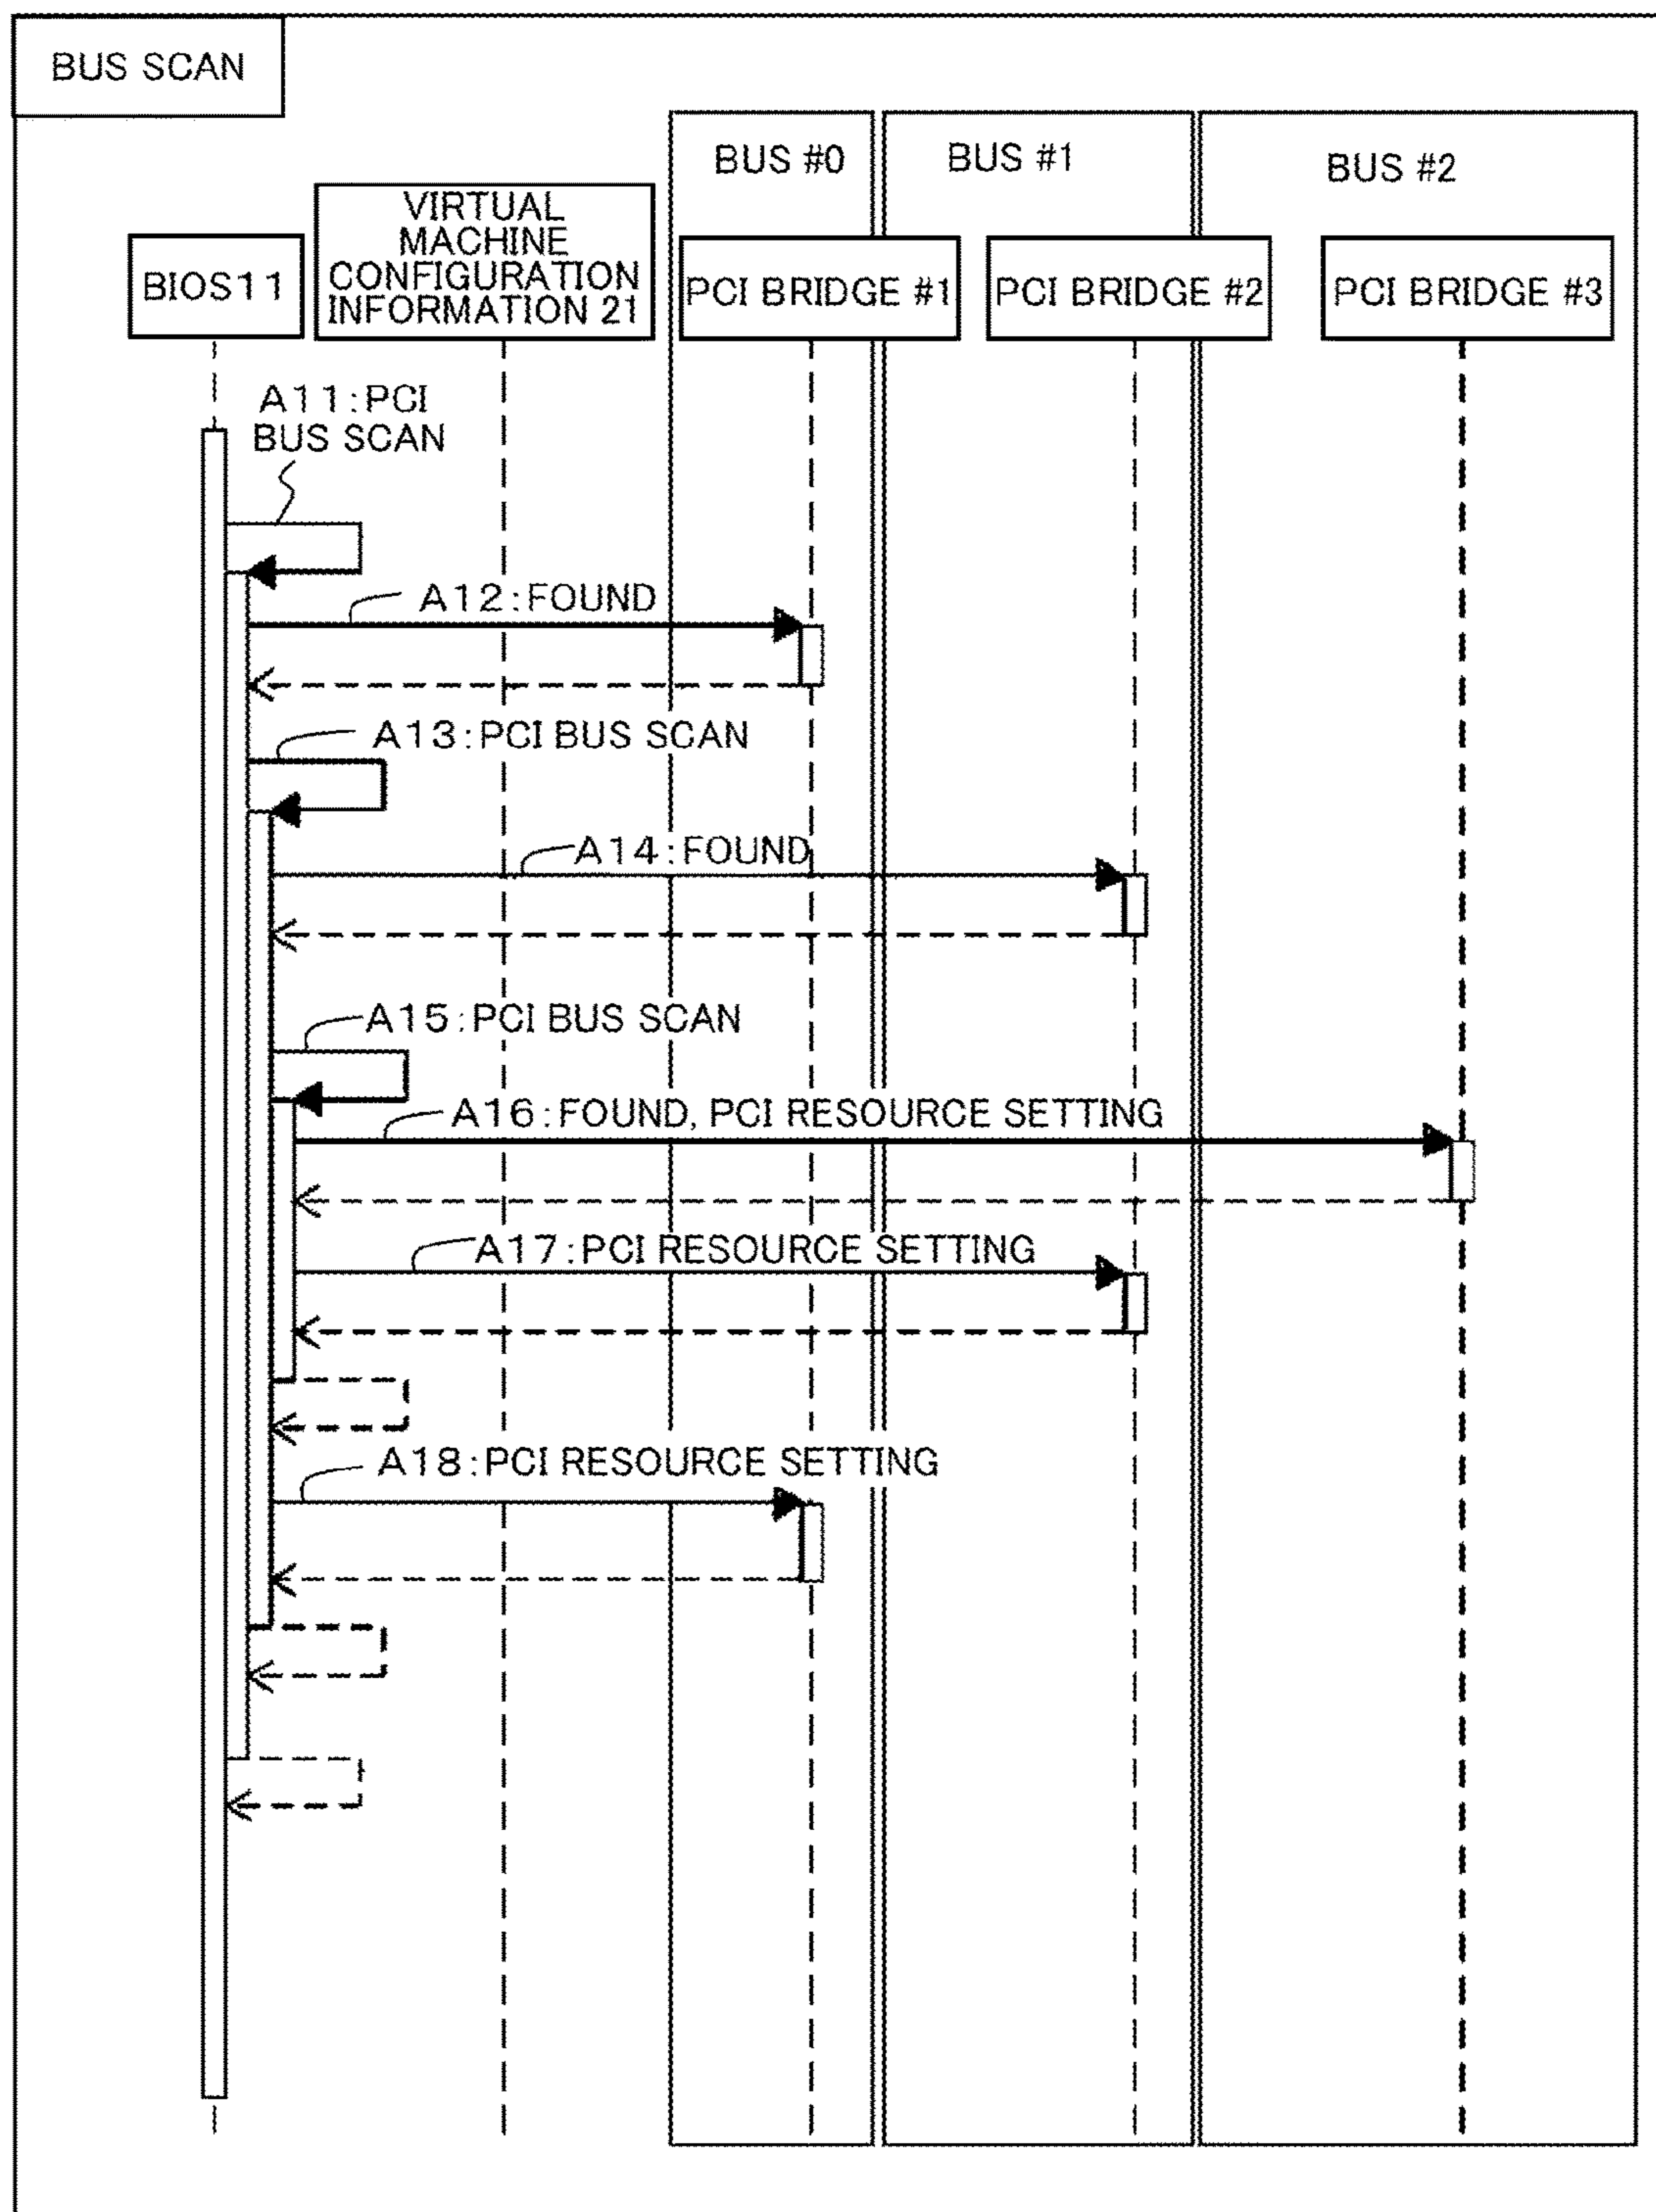 BUS SCAN
BUS #0
BUS #1
BUS #2
BIOS11
VIRTUAL
MACHINE
CONFIGURATION
INFORMATION 21
PCI BRIDGE #1
PCI BRIDGE #2
PCI BRIDGE #3
A11:PCI
BUS SCAN
A12:FOUND
A13:PCI BUS SCAN
A14:FOUND
A15:PCI BUS SCAN
A16:FOUND, PCI RESOURCE SETTING
A17:PCI RESOURCE SETTING
A18:PCI RESOURCE SETTING